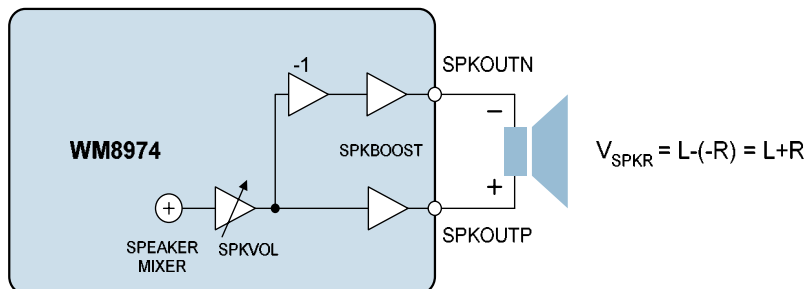 -1
SPKOUTN
−
WM8974
SPKBOOST
V_SPKR = L-(-R) = L+R
+
+
SPEAKER
MIXER
SPKVOL
SPKOUTP